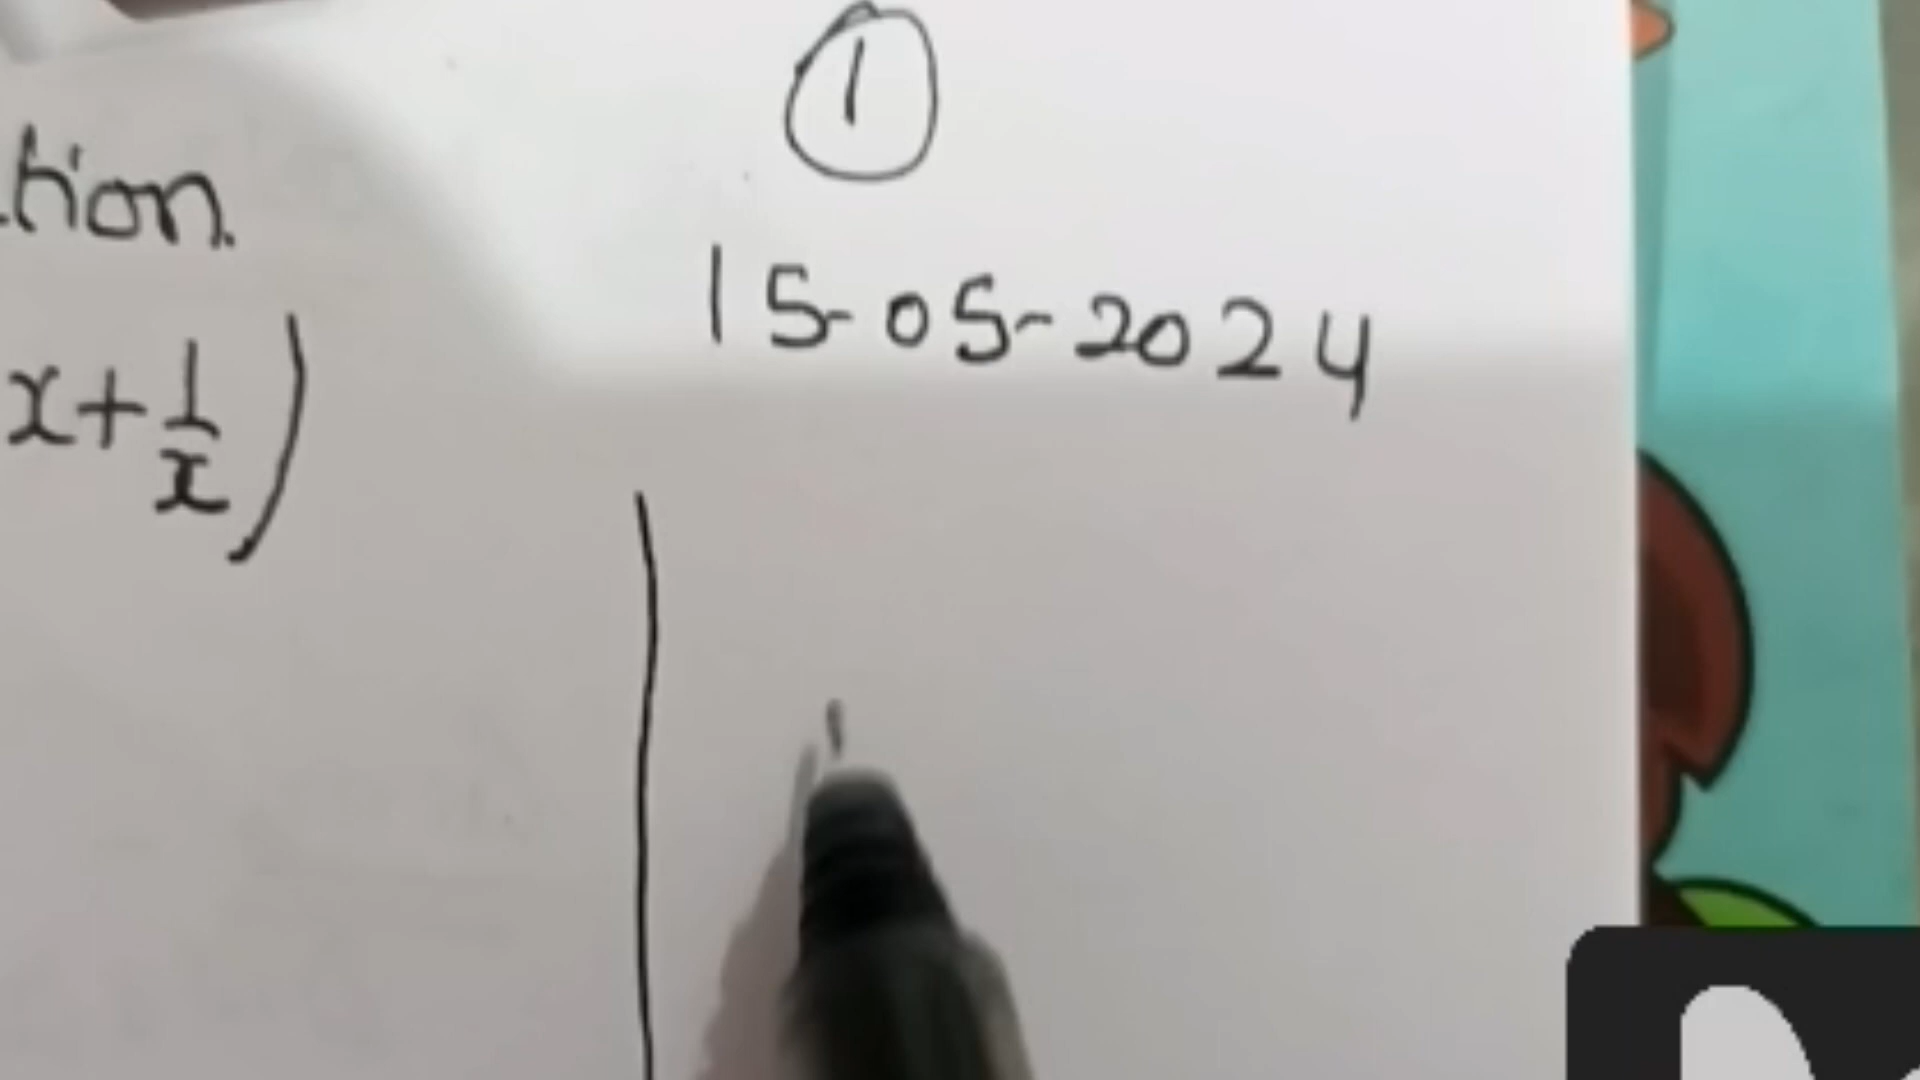 ①
tion.
15-05-2024
x+1/x)